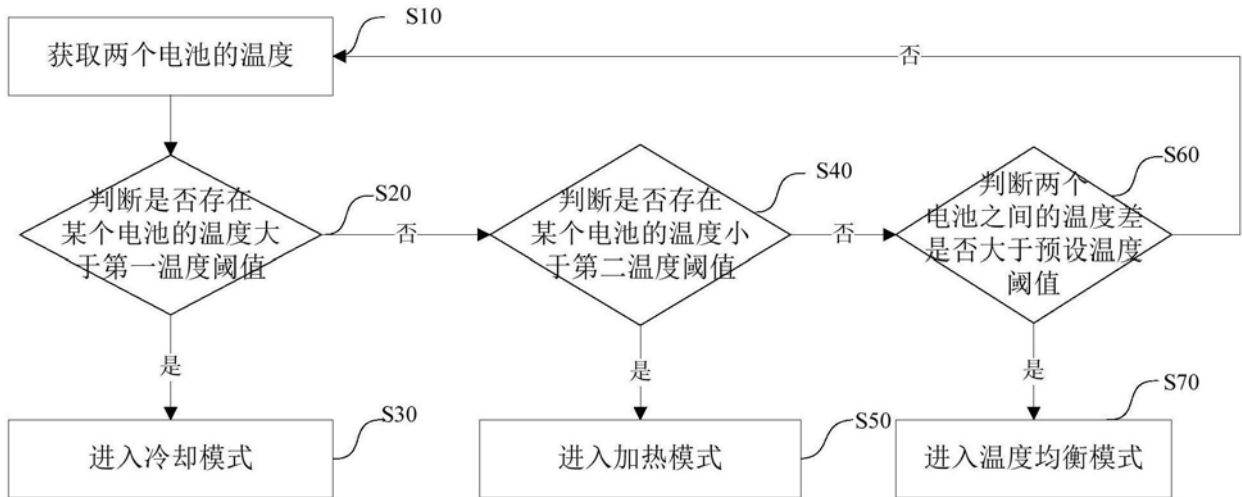 S10
获取两个电池的温度
否
判断是否存在
某个电池的温度大
于第一温度阈值
S20
否
判断是否存在
某个电池的温度小
于第二温度阈值
S40
否
判断两个
电池之间的温度差
是否大于预设温度
阈值
S60
是
是
是
S30
进入冷却模式
S50
进入加热模式
S70
进入温度均衡模式